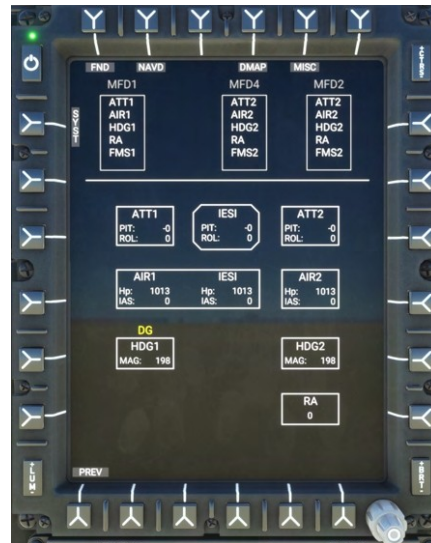 FND NAVD DMAP MISC
MFD1 MFD4 MFD2
SYST
ATT1 ATT2 ATT2
AIR1 AIR2 AIR2
HDG1 HDG2 HDG2
RA RA RA
FMS1 FMS2 FMS2
ATT1 IESI ATT2
PIT: -0 PIT: -0 PIT: -0
ROL: 0 ROL: 0 ROL: 0
AIR1 IESI AIR2
Hp: 1013 Hp: 1013 Hp: 1013
IAS: 0 IAS: 0 IAS: 0
DG
HDG1 HDG2
MAG: 198 MAG: 198
RA
0
PREV
+LUM-
+BRT-